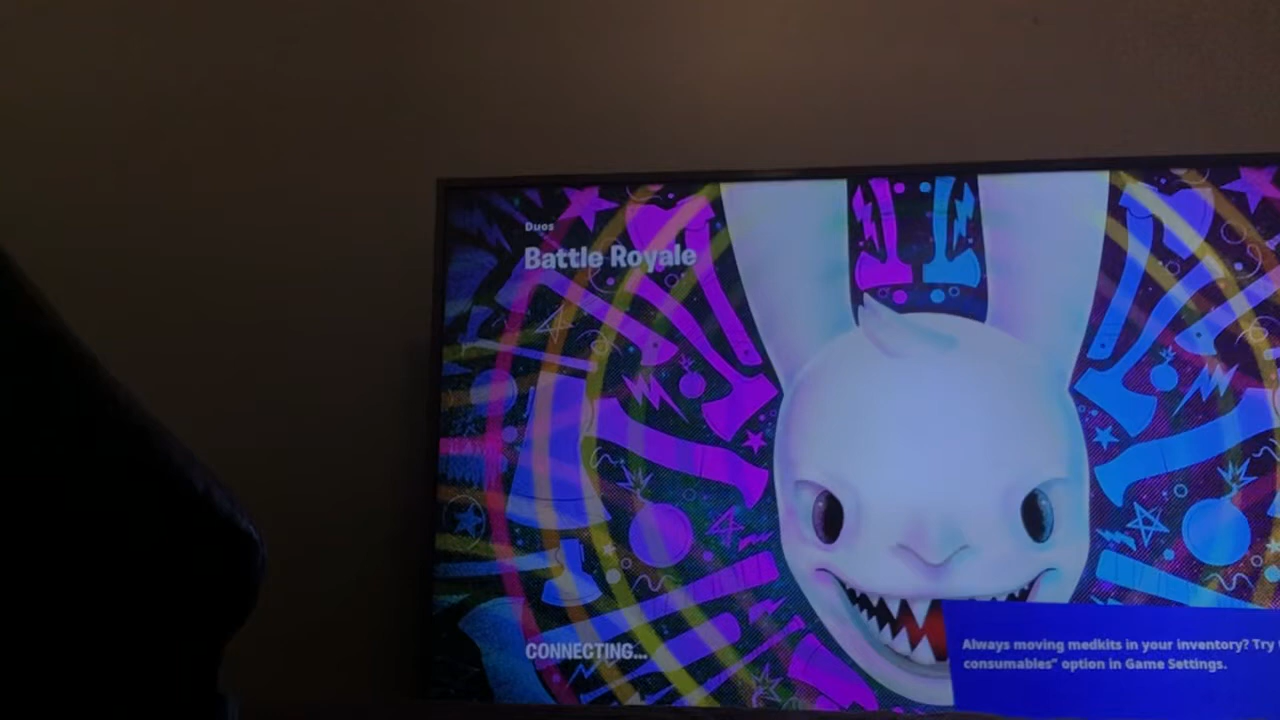 Duos
Battle Royale
CONNECTING...
Always moving medkits in your inventory? Try
consumables" option in Game Settings.